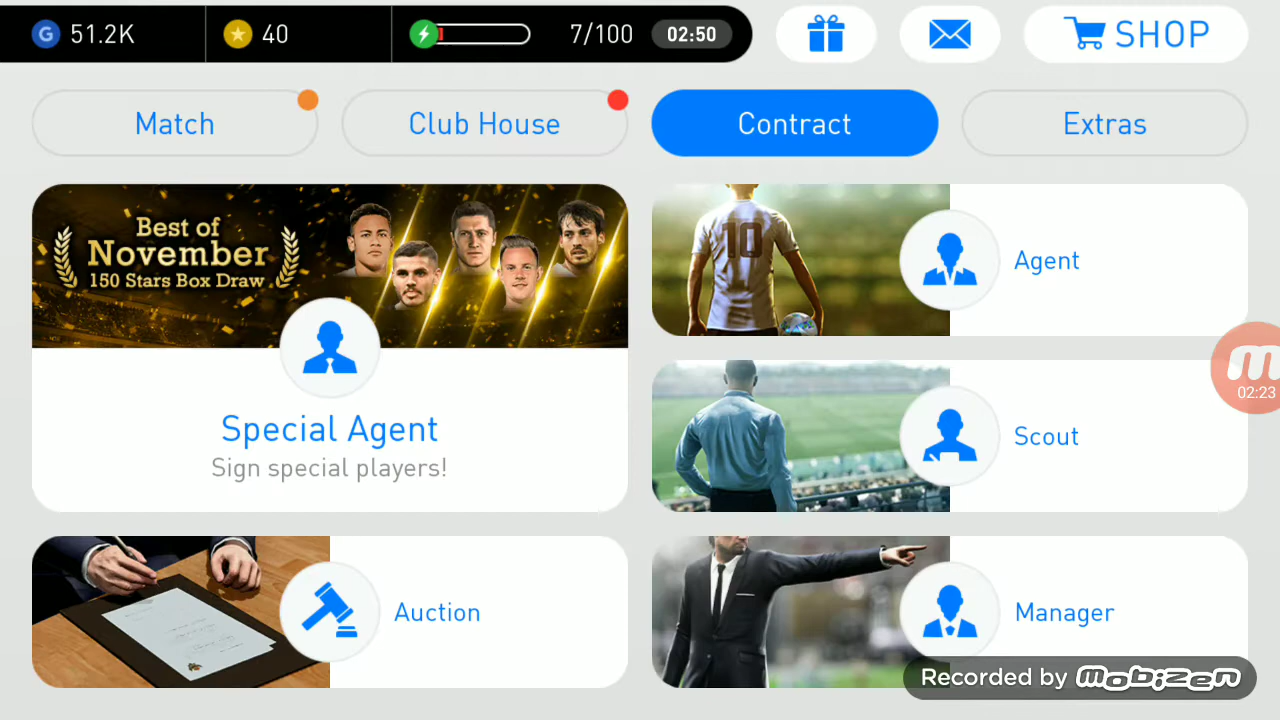 G 51.2K
40
7/100
02:50
SHOP
Match
Club House
Contract
Extras
Best of
November
150 Stars Box Draw
Special Agent
Sign special players!
10
Agent
Scout
02:23
Auction
Manager
Recorded by mobizen